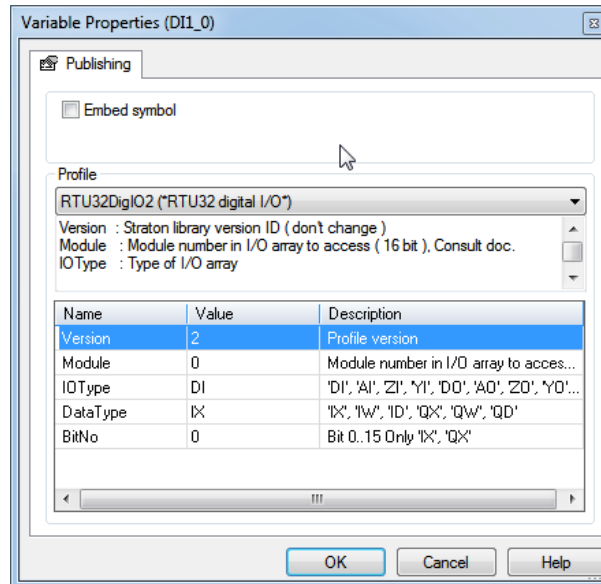 Variable Properties (DI1_0)
Publishing
Embed symbol
Profile
RTU32DigIO2 (*RTU32 digital I/O*)
Version : Straton library version ID ( don't change )
Module : Module number in I/O array to access ( 16 bit ), Consult doc.
IOType : Type of I/O array
Name Value Description
Version 2 Profile version
Module 0 Module number in I/O array to acces...
IOType DI 'DI', 'AI', 'ZI', 'YI', 'DO', 'AO', 'ZO', 'YO'...
DataType IX 'IX', 'IW', 'ID', 'QX', 'QW', 'QD'
BitNo 0 Bit 0..15 Only 'IX', 'QX'
OK Cancel Help